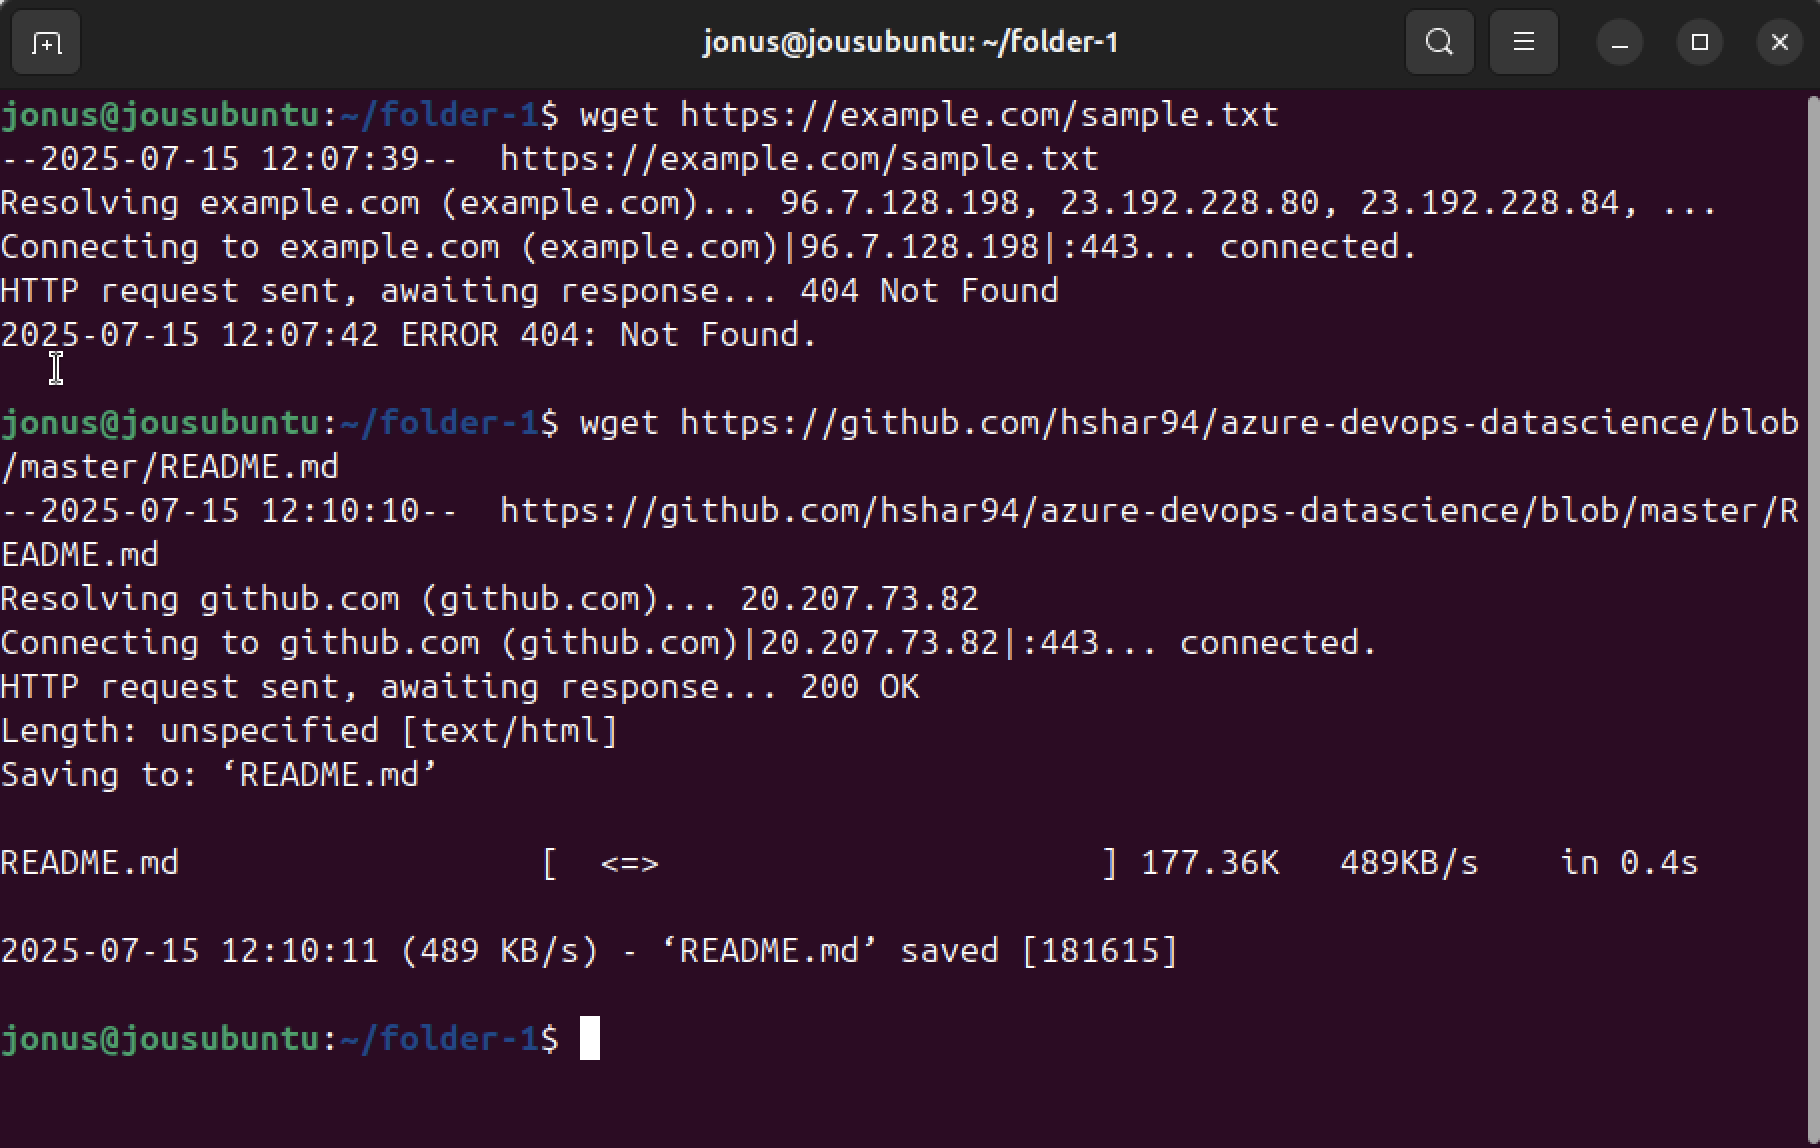 jonus@jousubuntu: ~/folder-1
jonus@jousubuntu:~/folder-1$ wget https://example.com/sample.txt
--2025-07-15 12:07:39--  https://example.com/sample.txt
Resolving example.com (example.com)... 96.7.128.198, 23.192.228.80, 23.192.228.84, ...
Connecting to example.com (example.com)|96.7.128.198|:443... connected.
HTTP request sent, awaiting response... 404 Not Found
2025-07-15 12:07:42 ERROR 404: Not Found.
jonus@jousubuntu:~/folder-1$ wget https://github.com/hshar94/azure-devops-datascience/blob
/master/README.md
--2025-07-15 12:10:10--  https://github.com/hshar94/azure-devops-datascience/blob/master/R
EADME.md
Resolving github.com (github.com)... 20.207.73.82
Connecting to github.com (github.com)|20.207.73.82|:443... connected.
HTTP request sent, awaiting response... 200 OK
Length: unspecified [text/html]
Saving to: ‘README.md’
README.md                  [  <=>                      ] 177.36K   489KB/s    in 0.4s
2025-07-15 12:10:11 (489 KB/s) - ‘README.md’ saved [181615]
jonus@jousubuntu:~/folder-1$